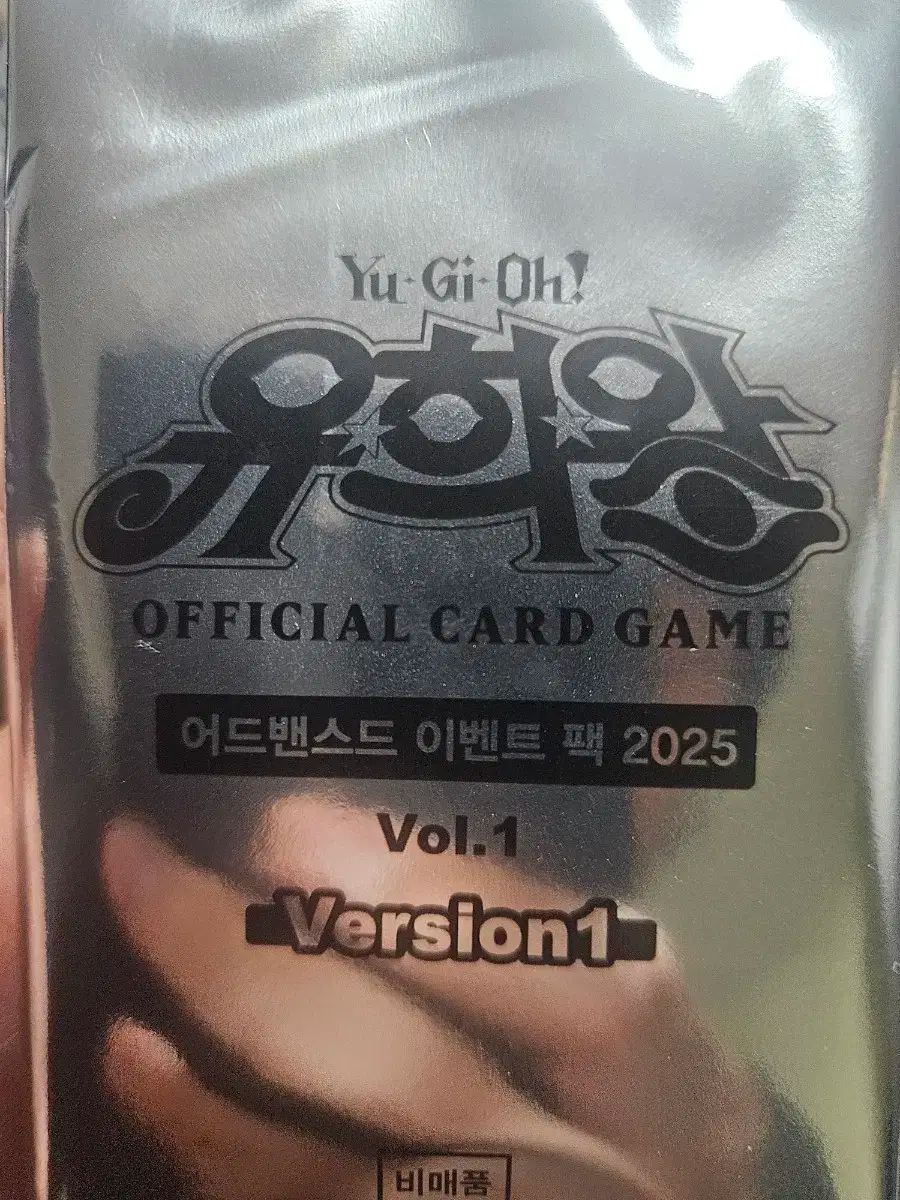 Yu-Gi-Oh!
유희왕
OFFICIAL CARD GAME
어드밴스드 이벤트 팩 2025
Vol.1
Version1
비매품